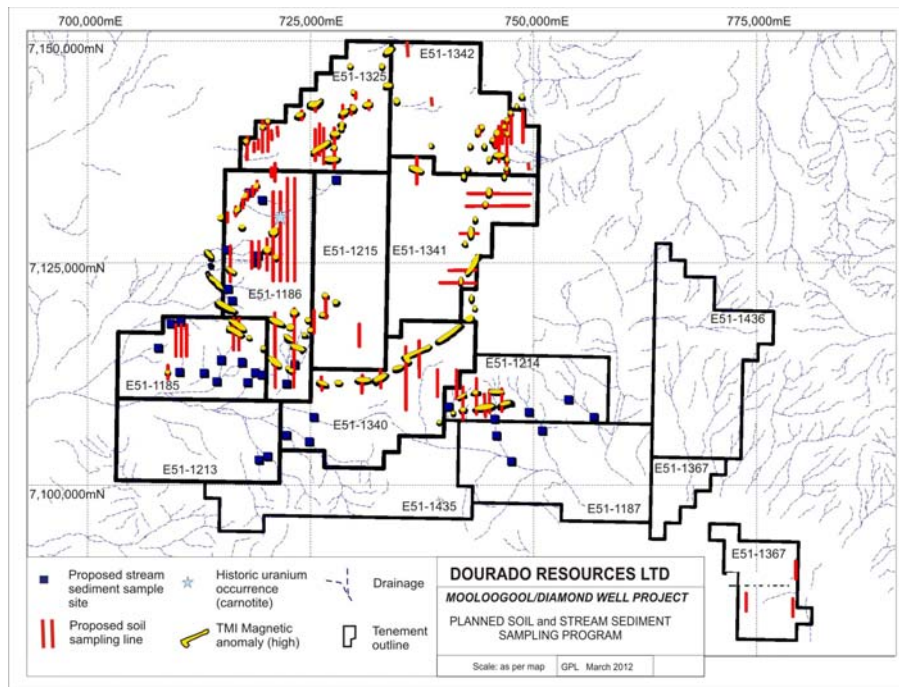 700,000mE
725,000mE
750,000mE
775,000mE
7,150,000mN
E51-1342
E51-1325
E51-1215
E51-1341
7,125,000mN
E51-1186
E51-1436
E51-1214
E51-1185
E51-1340
E51-1213
E51-1367
7,100,000mN
E51-1435
E51-1187
E51-1367
Proposed stream
sediment sample
site
Historic uranium
occurrence
(carnotite)
Drainage
Proposed soil
sampling line
TMI Magnetic
anomaly (high)
Tenement
outline
DOURADO RESOURCES LTD
MOOLOOGOOL/DIAMOND WELL PROJECT
PLANNED SOIL and STREAM SEDIMENT
SAMPLING PROGRAM
Scale: as per map
GPL March 2012